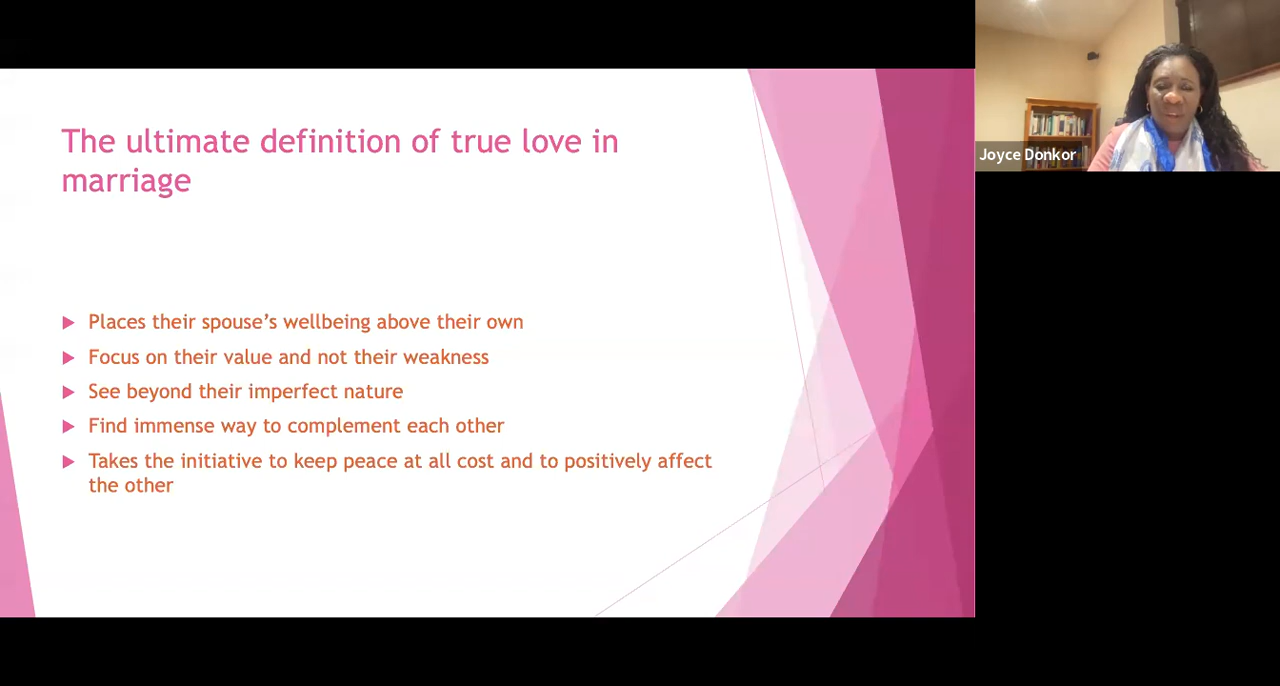 The ultimate definition of true love in
marriage
Places their spouse's wellbeing above their own
Focus on their value and not their weakness
See beyond their imperfect nature
Find immense way to complement each other
Takes the initiative to keep peace at all cost and to positively affect
the other
Joyce Donkor